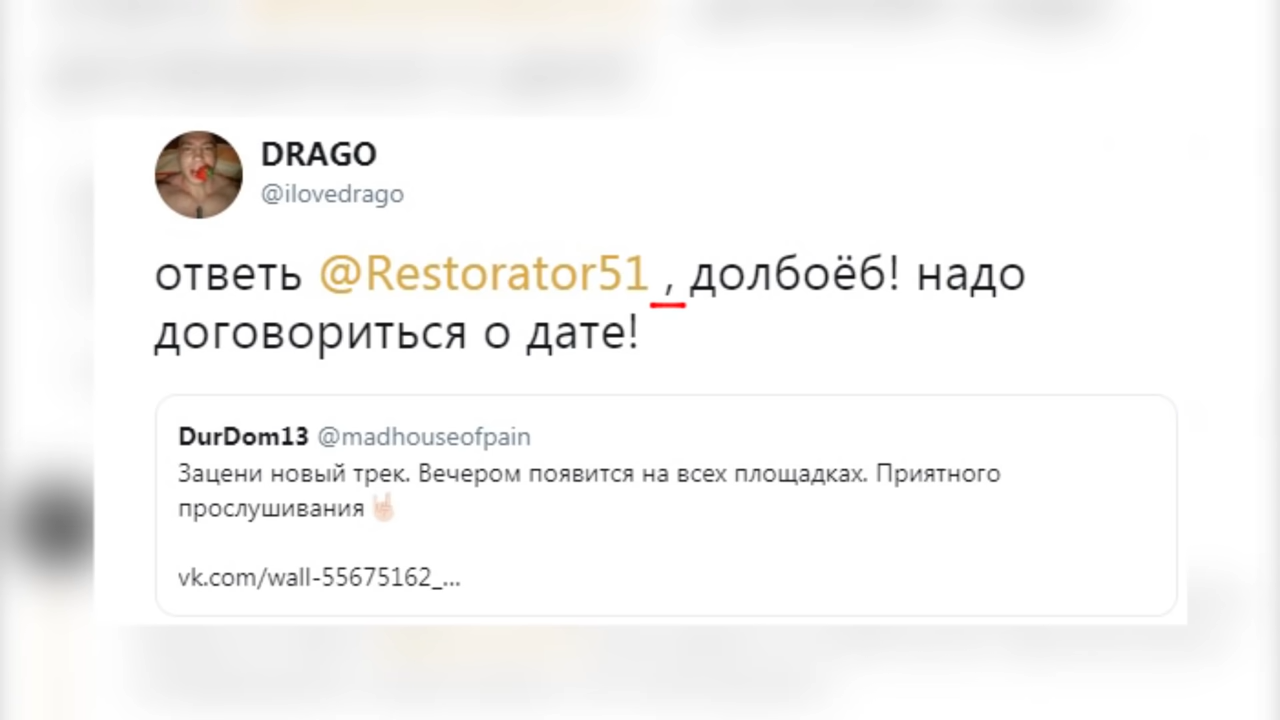 DRAGO
@ilovedrago
ответь @Restorator51 , долбоёб! надо
договориться о дате!
DurDom13 @madhouseofpain
Зацени новый трек. Вечером появится на всех площадках. Приятного
прослушивания🤘🏻
vk.com/wall-55675162_...